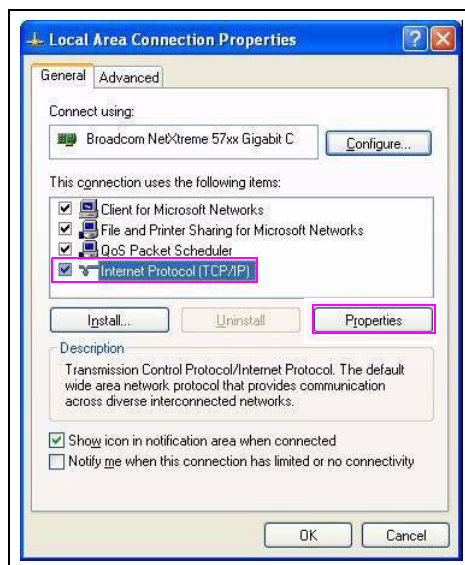 Local Area Connection Properties
General Advanced
Connect using:
Broadcom NetXtreme 57xx Gigabit C
Configure...
This connection uses the following items:
Client for Microsoft Networks
File and Printer Sharing for Microsoft Networks
QoS Packet Scheduler
Internet Protocol (TCP/IP)
Install... Uninstall Properties
Description
Transmission Control Protocol/Internet Protocol. The default
wide area network protocol that provides communication
across diverse interconnected networks.
Show icon in notification area when connected
Notify me when this connection has limited or no connectivity
OK Cancel